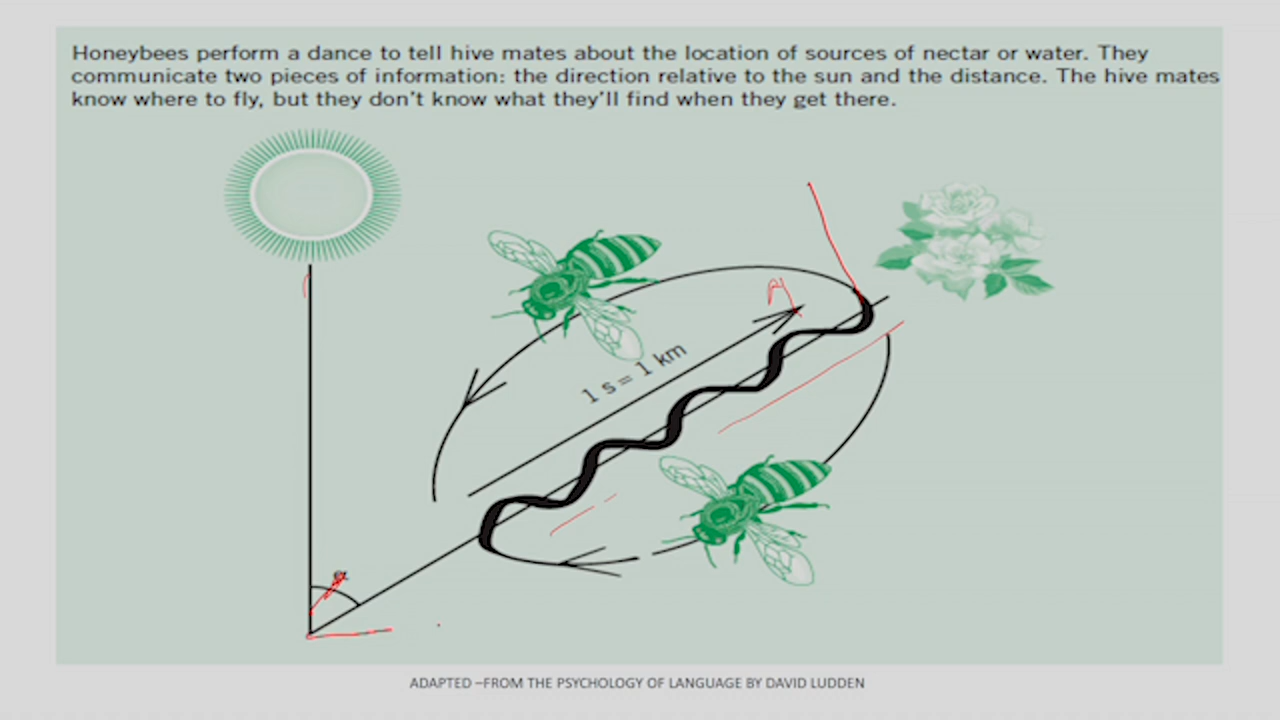 Honeybees perform a dance to tell hive mates about the location of sources of nectar or water. They
communicate two pieces of information: the direction relative to the sun and the distance. The hive mates
know where to fly, but they don't know what they'll find when they get there.
1 s = 1 km
ADAPTED –FROM THE PSYCHOLOGY OF LANGUAGE BY DAVID LUDDEN